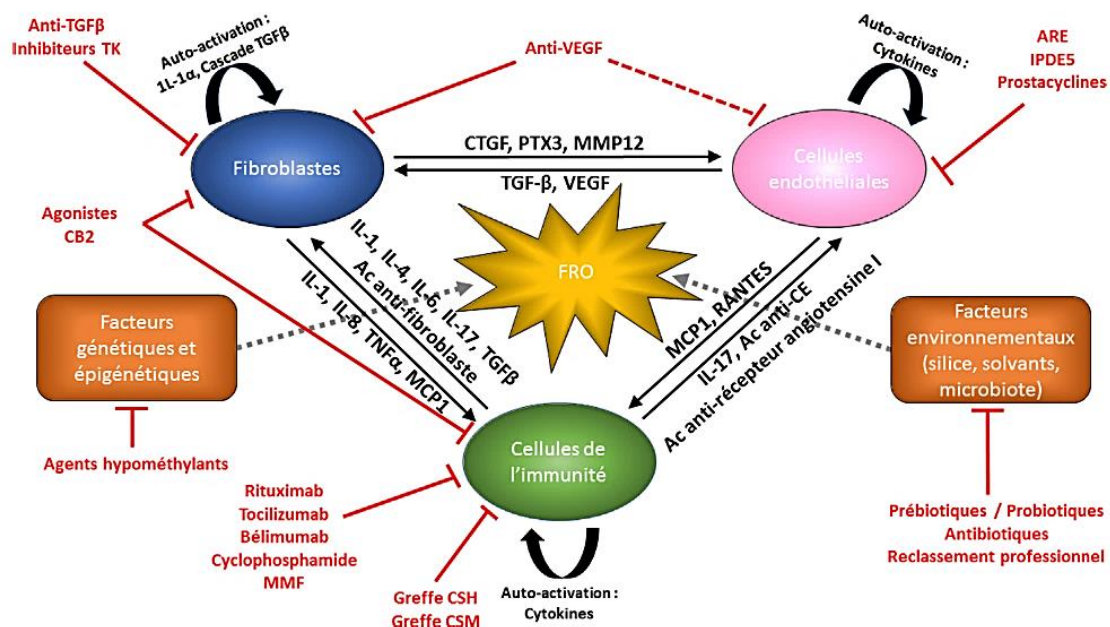 Anti-TGFβ
Inhibiteurs TK
Auto-activation :
1L-1α, Cascade TGFβ
Anti-VEGF
Auto-activation :
Cytokines
ARE
IPDE5
Prostacyclines
Fibroblastes
CTGF, PTX3, MMP12
TGF-β, VEGF
Cellules
endothéliales
Agonistes
CB2
IL-1, IL-4, IL-6, IL-17, TGFβ
Ac anti-fibroblaste
IL-1, IL-8, TNFα, MCP1
FRO
MCP1, RANTES
IL-17, Ac anti-CE
Ac anti-récepteur angiotensine I
Facteurs
génétiques et
épigénétiques
Facteurs
environnementaux
(silice, solvants,
microbiote)
Agents hypométhylants
Cellules de
l’immunité
Rituximab
Tocilizumab
Bélimumab
Cyclophosphamide
MMF
Greffe CSH
Greffe CSM
Auto-activation :
Cytokines
Prébiotiques / Probiotiques
Antibiotiques
Reclassement professionnel